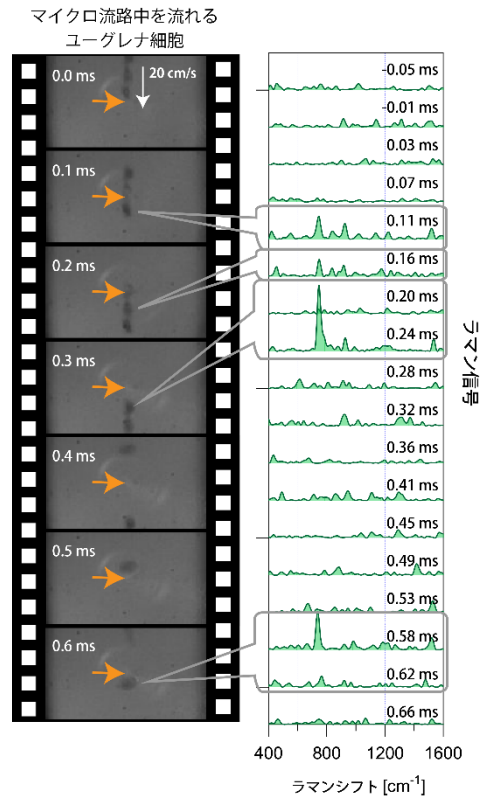 マイクロ流路中を流れる
ユーグレナ細胞
0.0 ms
20 cm/s
0.1 ms
0.2 ms
0.3 ms
0.4 ms
0.5 ms
0.6 ms
-0.05 ms
-0.01 ms
0.03 ms
0.07 ms
0.11 ms
0.16 ms
0.20 ms
0.24 ms
0.28 ms
0.32 ms
0.36 ms
0.41 ms
0.45 ms
0.49 ms
0.53 ms
0.58 ms
0.62 ms
0.66 ms
ラマン信号
400 800 1200 1600
ラマンシフト [cm⁻¹]